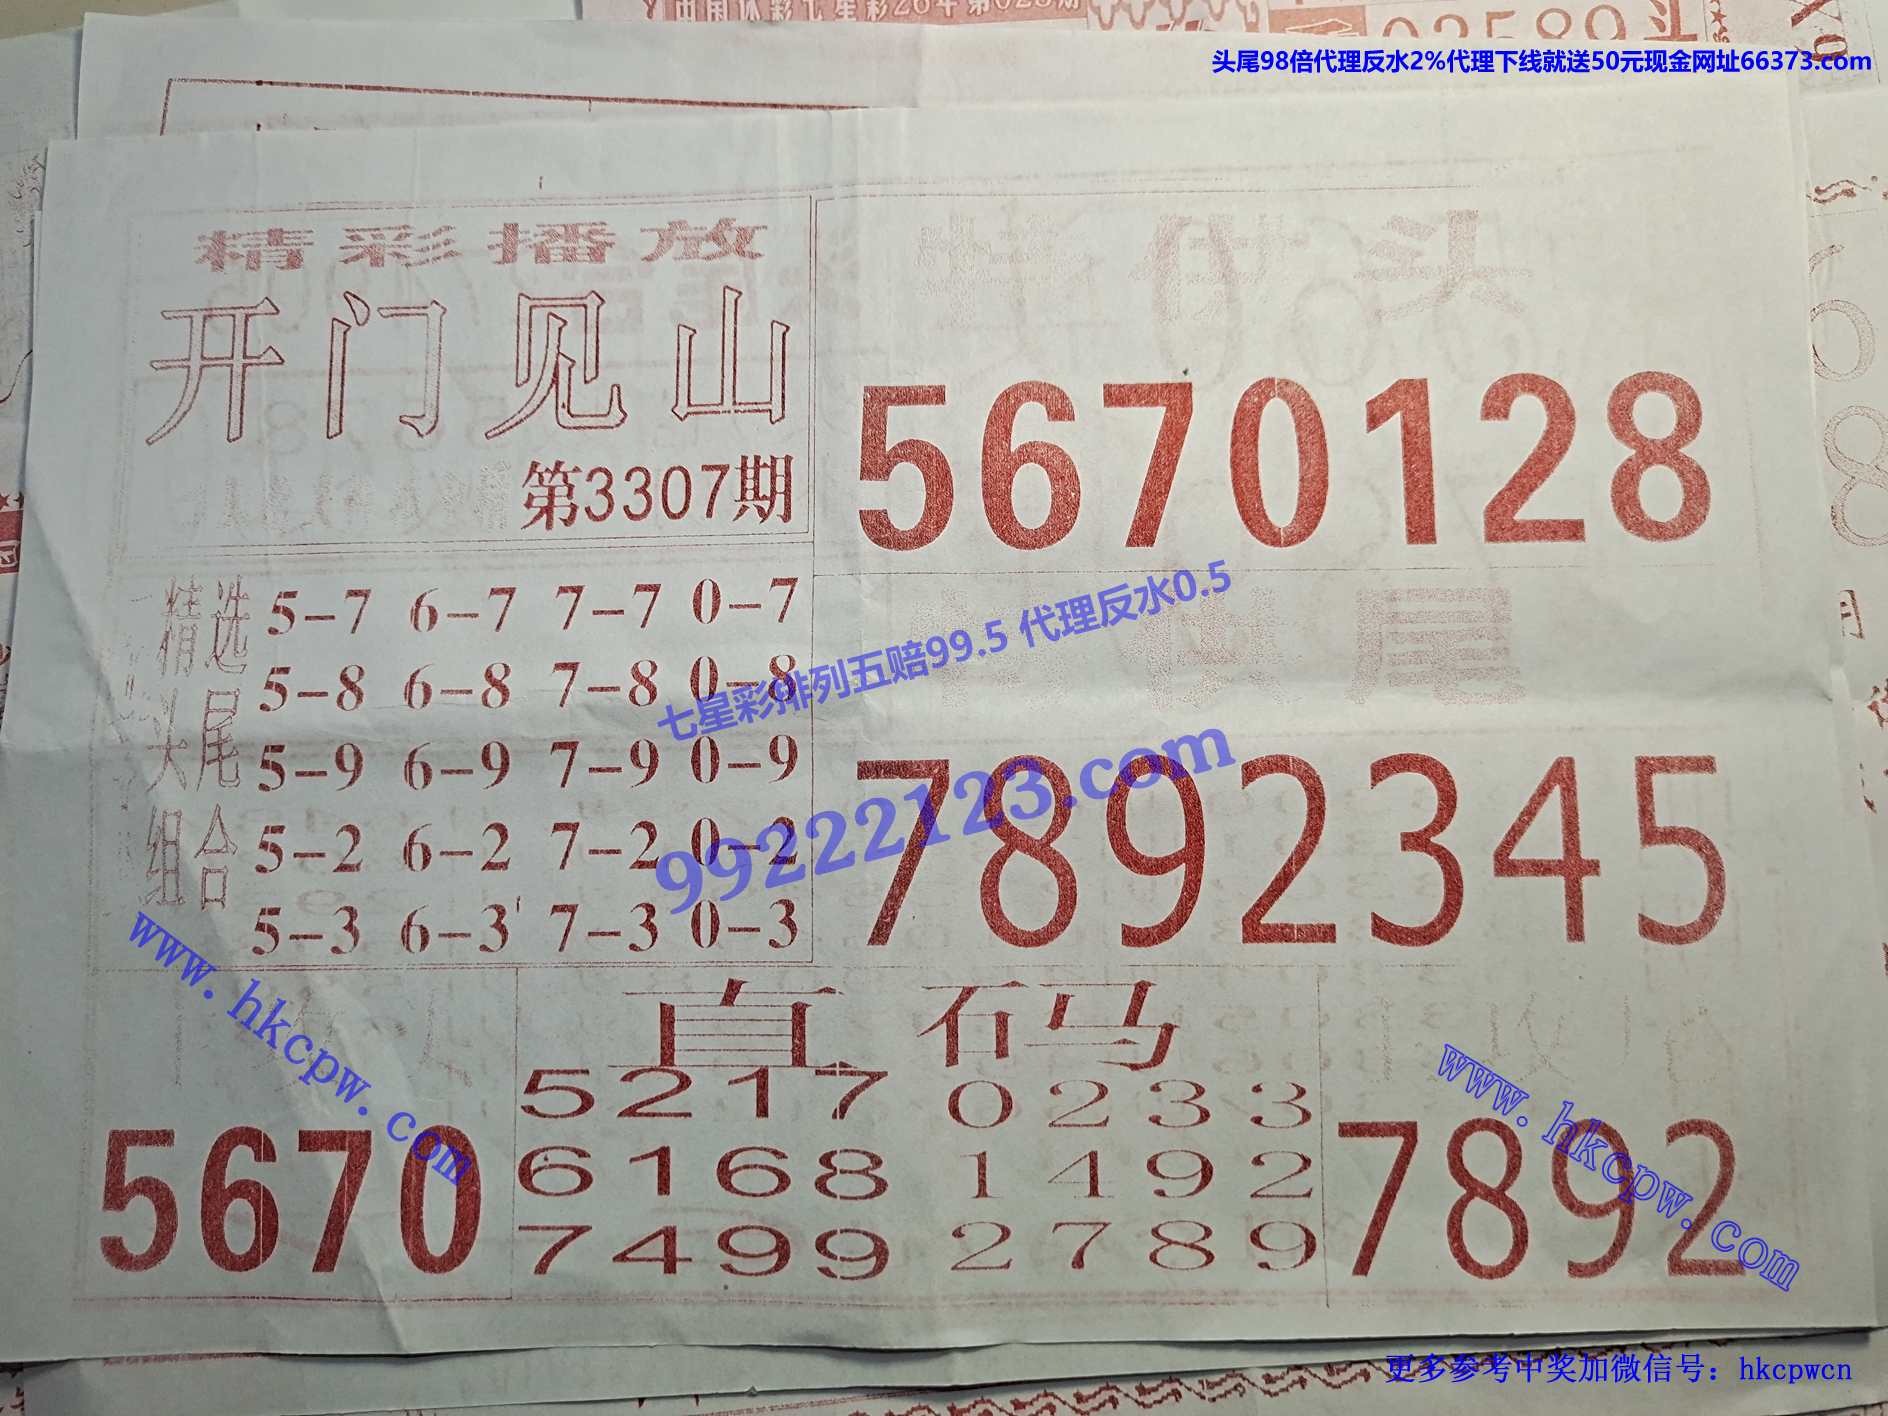 头尾98倍代理反水2%代理下线就送50元现金网址66373.com
精彩播放
开门见山
第3307期
头
5670128
精选
头尾
组合
5-7 6-7 7-7 0-7
5-8 6-8 7-8 0-8
5-9 6-9 7-9 0-9
5-2 6-2 7-2 0-2
5-3 6-3 7-3 0-3
供尾
7892345
七星彩排列五赔99.5 代理反水0.5
99222123.com
www.hkcpw.com
5670
直码
5217 0233
6168 1492
7499 2789
www.hkcpw.com
7892
更多参考中奖加微信号：hkcpwcn